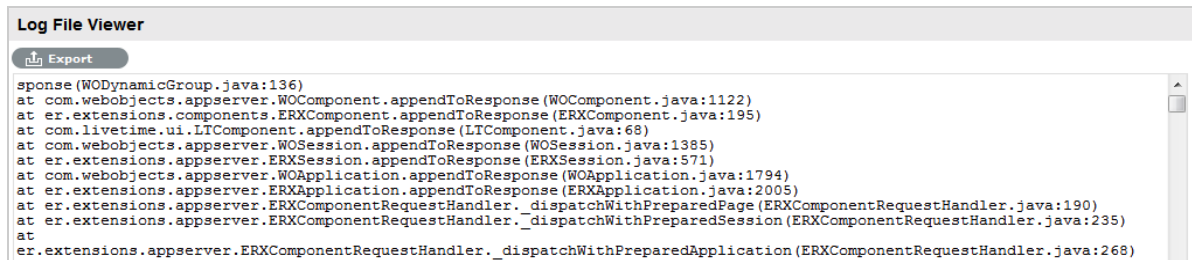 Log File Viewer
Export
sponse(WODynamicGroup.java:136)
at com.webobjects.appserver.WOComponent.appendToResponse(WOComponent.java:1122)
at er.extensions.components.ERXComponent.appendToResponse(ERXComponent.java:195)
at com.livetime.ui.LTComponent.appendToResponse(LTComponent.java:68)
at com.webobjects.appserver.WOSession.appendToResponse(WOSession.java:1385)
at er.extensions.appserver.ERXSession.appendToResponse(ERXSession.java:571)
at com.webobjects.appserver.WOApplication.appendToResponse(WOApplication.java:1794)
at er.extensions.appserver.ERXApplication.appendToResponse(ERXApplication.java:2005)
at er.extensions.appserver.ERXComponentRequestHandler._dispatchWithPreparedPage(ERXComponentRequestHandler.java:190)
at er.extensions.appserver.ERXComponentRequestHandler._dispatchWithPreparedSession(ERXComponentRequestHandler.java:235)
at
er.extensions.appserver.ERXComponentRequestHandler._dispatchWithPreparedApplication(ERXComponentRequestHandler.java:268)